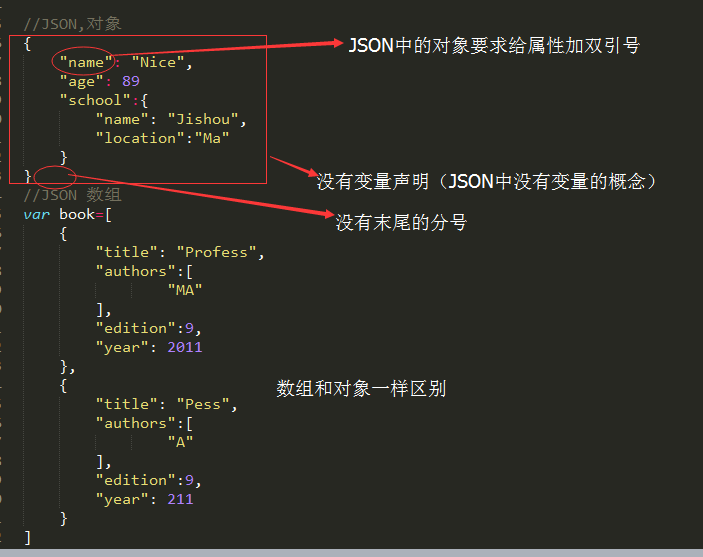 //JSON,对象
{
"name": "Nice",
JSON中的对象要求给属性加双引号
"age": 89
"school":{
"name": "Jishou",
"location":"Ma"
}
}
没有变量声明（JSON中没有变量的概念）
//JSON 数组
var book=[
没有末尾的分号
{
"title": "Profess",
"authors":[
"MA"
],
"edition":9,
"year": 2011
},
{
数组和对象一样区别
"title": "Pess",
"authors":[
"A"
],
"edition":9,
"year": 211
}
]